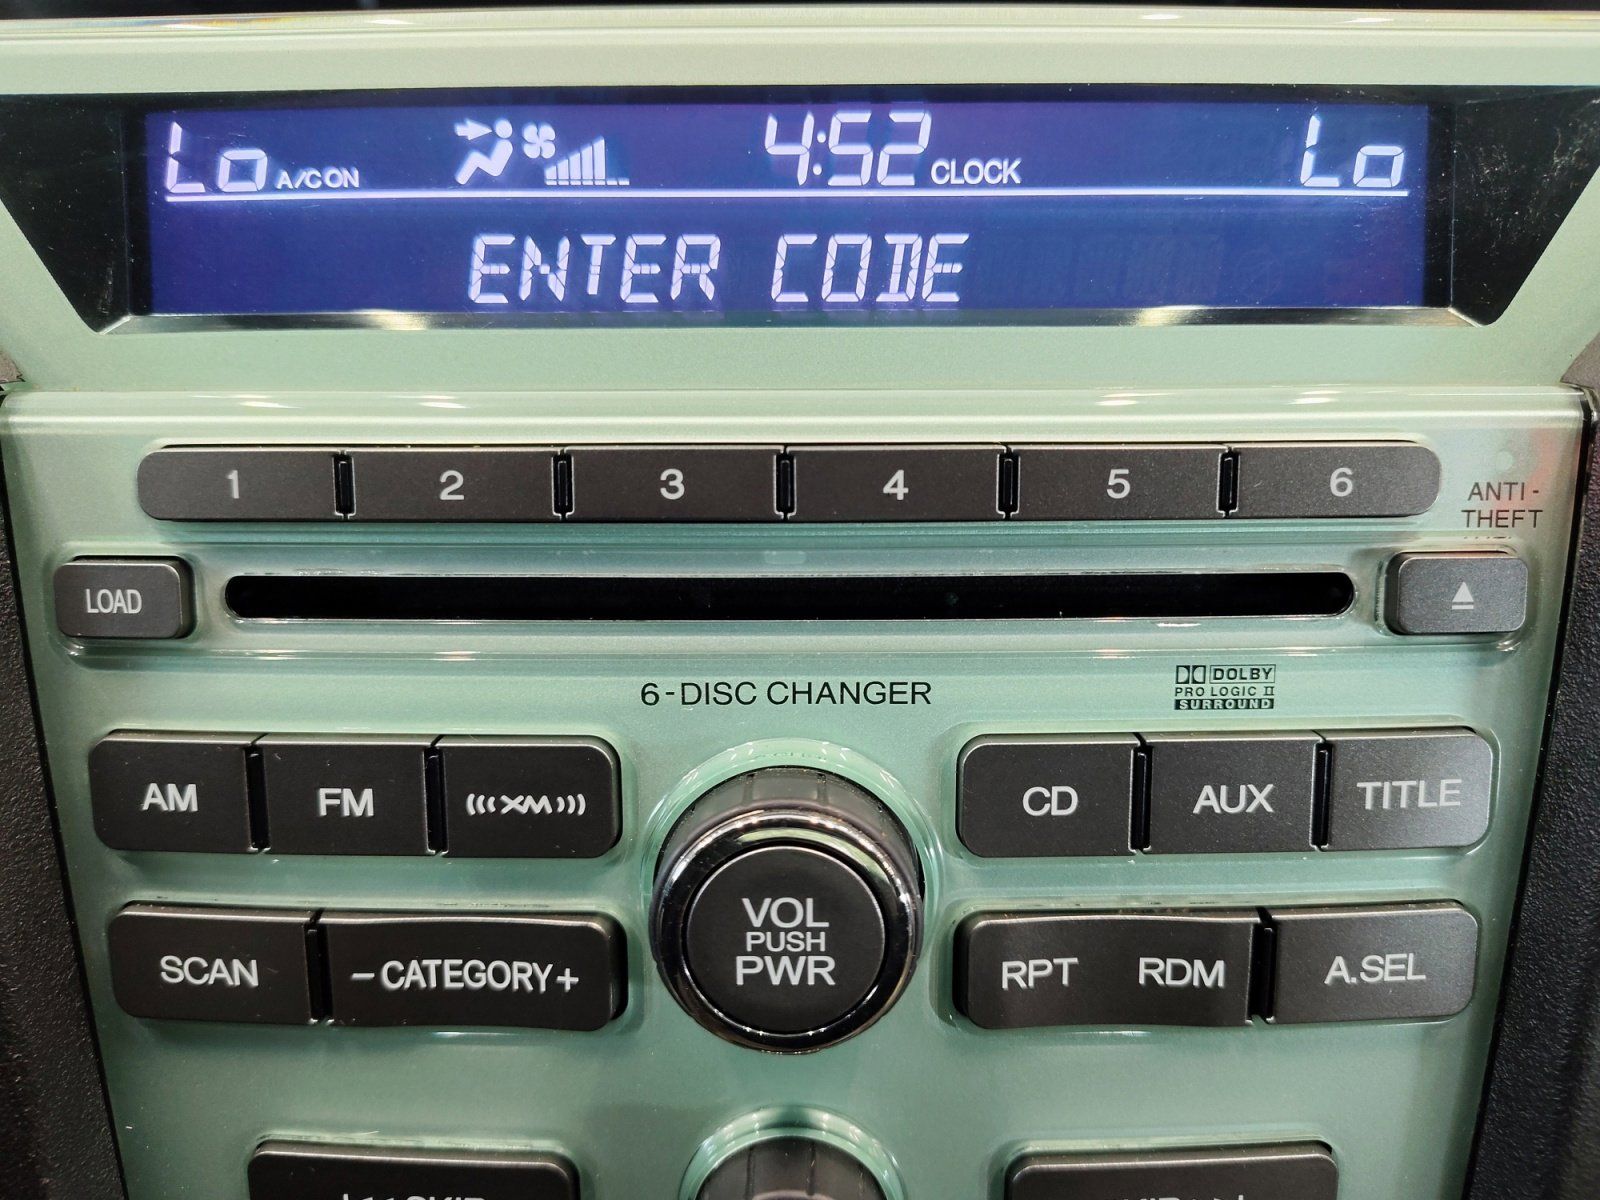 Lo A/C ON 4:52 CLOCK Lo
ENTER CODE
1 2 3 4 5 6
ANTI-
THEFT
LOAD
6-DISC CHANGER
DOLBY
PRO LOGIC II
SURROUND
AM FM (((XM)))
CD AUX TITLE
VOL
PUSH
PWR
SCAN -CATEGORY+
RPT RDM A.SEL
SKIP